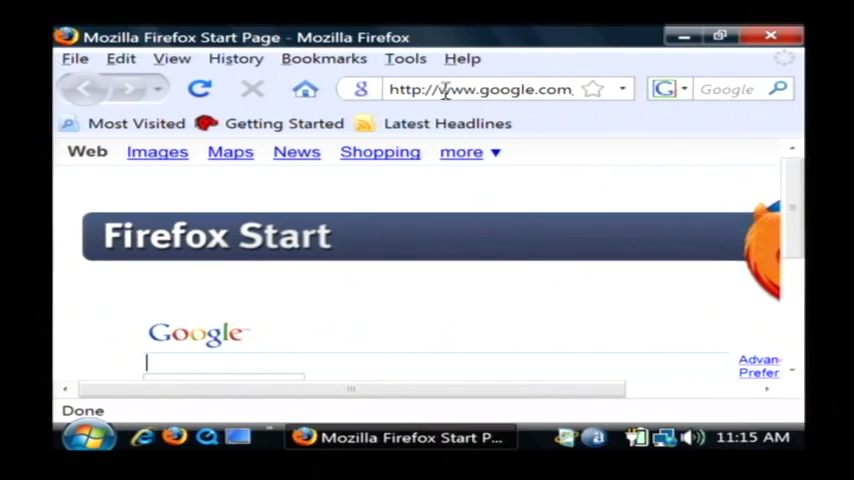 Mozilla Firefox Start Page - Mozilla Firefox
File Edit View History Bookmarks Tools Help
http://www.google.com, Google
Most Visited Getting Started Latest Headlines
Web Images Maps News Shopping more
Firefox Start
Google
Advan
Prefer
Done
Mozilla Firefox Start P... 11:15 AM